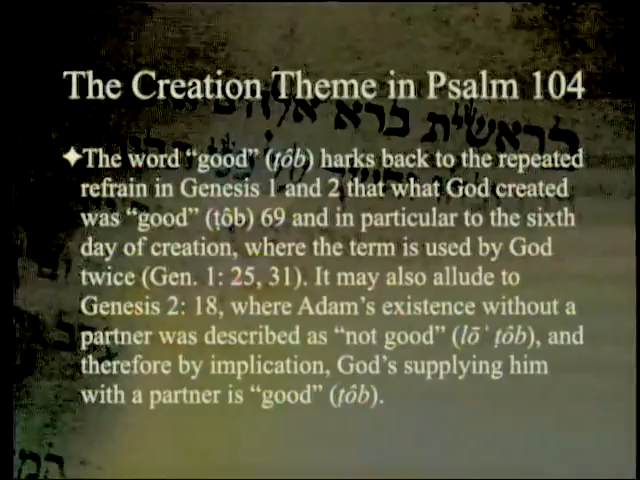 The Creation Theme in Psalm 104
בראשית ברא אלהים
✦The word “good” (ṭôb) harks back to the repeated
refrain in Genesis 1 and 2 that what God created
was “good” (ṭôb) 69 and in particular to the sixth
day of creation, where the term is used by God
twice (Gen. 1: 25, 31). It may also allude to
Genesis 2: 18, where Adam’s existence without a
partner was described as “not good” (lōʾ ṭôb), and
therefore by implication, God’s supplying him
with a partner is “good” (ṭôb).